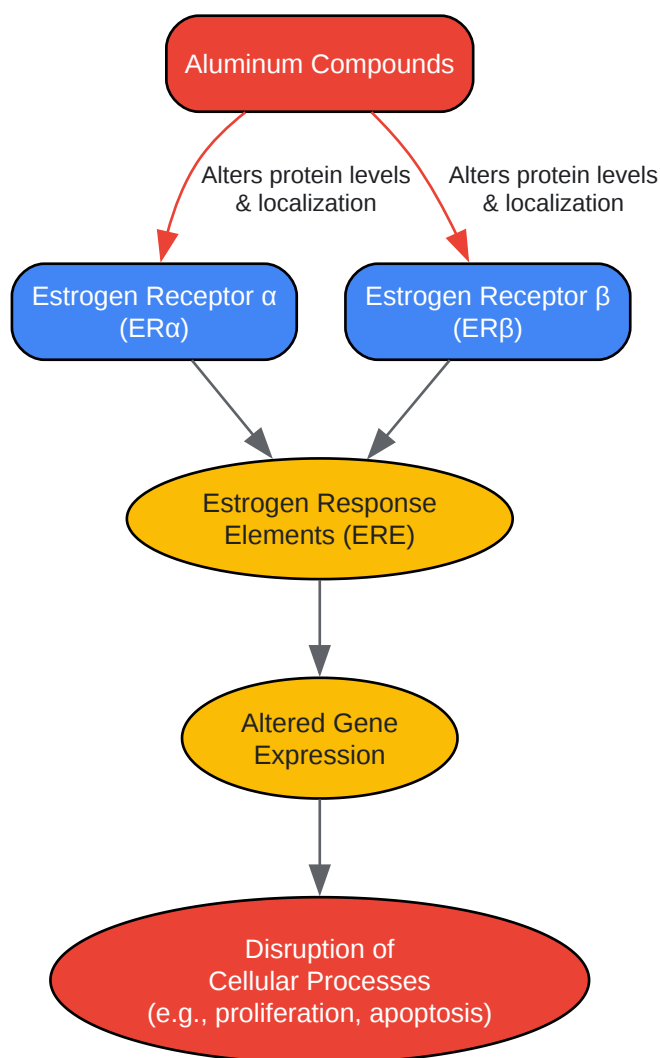 Aluminum Compounds
Alters protein levels
& localization
Alters protein levels
& localization
Estrogen Receptor α
(ERα)
Estrogen Receptor β
(ERβ)
Estrogen Response
Elements (ERE)
Altered Gene
Expression
Disruption of
Cellular Processes
(e.g., proliferation, apoptosis)